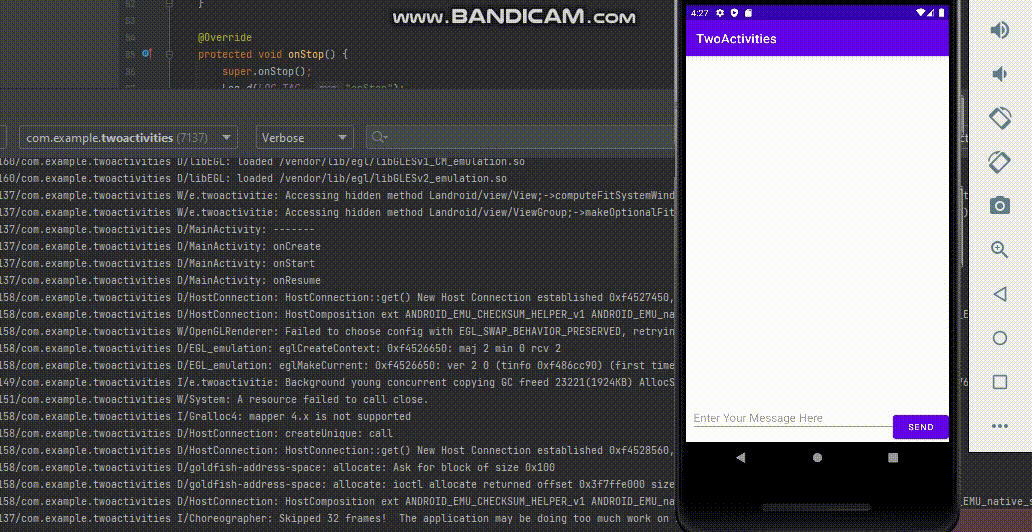 www.BANDICAM.com
82 }
84 @Override
85 protected void onStop() {
86 super.onStop();
87 Log.d(LOG_TAG, msg: "onStop");
com.example.twoactivities (7137) Verbose
160/com.example.twoactivities D/libEGL: loaded /vendor/lib/egl/libGLESv1_CM_emulation.so
160/com.example.twoactivities D/libEGL: loaded /vendor/lib/egl/libGLESv2_emulation.so
137/com.example.twoactivities W/e.twoactivitie: Accessing hidden method Landroid/view/View;->computeFitSystemWind
137/com.example.twoactivities W/e.twoactivitie: Accessing hidden method Landroid/view/ViewGroup;->makeOptionalFit
137/com.example.twoactivities D/MainActivity: -------
137/com.example.twoactivities D/MainActivity: onCreate
137/com.example.twoactivities D/MainActivity: onStart
137/com.example.twoactivities D/MainActivity: onResume
158/com.example.twoactivities D/HostConnection: HostConnection::get() New Host Connection established 0xf4527450,
158/com.example.twoactivities D/HostConnection: HostComposition ext ANDROID_EMU_CHECKSUM_HELPER_v1 ANDROID_EMU_na
158/com.example.twoactivities W/OpenGLRenderer: Failed to choose config with EGL_SWAP_BEHAVIOR_PRESERVED, retryin
158/com.example.twoactivities D/EGL_emulation: eglCreateContext: 0xf4526650: maj 2 min 0 rcv 2
158/com.example.twoactivities D/EGL_emulation: eglMakeCurrent: 0xf4526650: ver 2 0 (tinfo 0xf486cc90) (first time
149/com.example.twoactivities I/e.twoactivitie: Background young concurrent copying GC freed 23221(1924KB) AllocS
151/com.example.twoactivities W/System: A resource failed to call close.
158/com.example.twoactivities I/Gralloc4: mapper 4.x is not supported
158/com.example.twoactivities D/HostConnection: createUnique: call
158/com.example.twoactivities D/HostConnection: HostConnection::get() New Host Connection established 0xf4528560,
158/com.example.twoactivities D/goldfish-address-space: allocate: Ask for block of size 0x100
158/com.example.twoactivities D/goldfish-address-space: allocate: ioctl allocate returned offset 0x3f7ffe000 size
158/com.example.twoactivities D/HostConnection: HostComposition ext ANDROID_EMU_CHECKSUM_HELPER_v1 ANDROID_EMU_na
137/com.example.twoactivities I/Choreographer: Skipped 32 frames! The application may be doing too much work on
4:27
TwoActivities
Enter Your Message Here
SEND